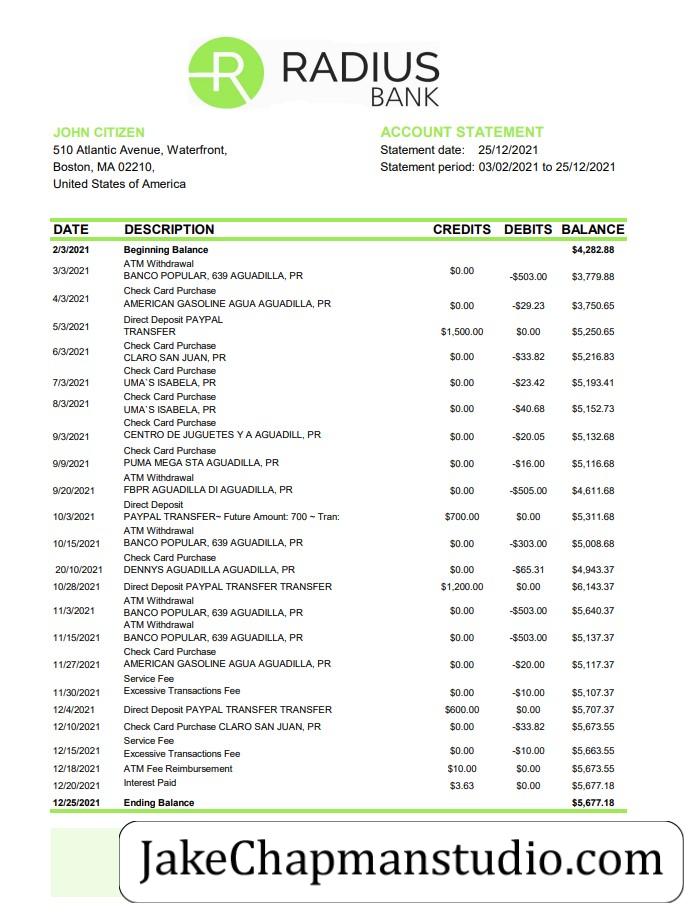 RADIUS
BANK
JOHN CITIZEN
510 Atlantic Avenue, Waterfront,
Boston, MA 02210,
United States of America
ACCOUNT STATEMENT
Statement date: 25/12/2021
Statement period: 03/02/2021 to 25/12/2021
DATE DESCRIPTION CREDITS DEBITS BALANCE
2/3/2021 Beginning Balance $4,282.88
ATM Withdrawal
3/3/2021 BANCO POPULAR, 639 AGUADILLA, PR $0.00 -$503.00 $3,779.88
Check Card Purchase
4/3/2021 AMERICAN GASOLINE AGUA AGUADILLA, PR $0.00 -$29.23 $3,750.65
Direct Deposit PAYPAL
5/3/2021 TRANSFER $1,500.00 $0.00 $5,250.65
Check Card Purchase
6/3/2021 CLARO SAN JUAN, PR $0.00 -$33.82 $5,216.83
Check Card Purchase
7/3/2021 UMA`S ISABELA, PR $0.00 -$23.42 $5,193.41
Check Card Purchase
8/3/2021 UMA`S ISABELA, PR $0.00 -$40.68 $5,152.73
Check Card Purchase
9/3/2021 CENTRO DE JUGUETES Y A AGUADILL, PR $0.00 -$20.05 $5,132.68
Check Card Purchase
9/9/2021 PUMA MEGA STA AGUADILLA, PR $0.00 -$16.00 $5,116.68
ATM Withdrawal
9/20/2021 FBPR AGUADILLA DI AGUADILLA, PR $0.00 -$505.00 $4,611.68
Direct Deposit
10/3/2021 PAYPAL TRANSFER~ Future Amount: 700 ~ Tran: $700.00 $0.00 $5,311.68
ATM Withdrawal
10/15/2021 BANCO POPULAR, 639 AGUADILLA, PR $0.00 -$303.00 $5,008.68
Check Card Purchase
20/10/2021 DENNYS AGUADILLA AGUADILLA, PR $0.00 -$65.31 $4,943.37
10/28/2021 Direct Deposit PAYPAL TRANSFER TRANSFER $1,200.00 $0.00 $6,143.37
ATM Withdrawal
11/3/2021 BANCO POPULAR, 639 AGUADILLA, PR $0.00 -$503.00 $5,640.37
ATM Withdrawal
11/15/2021 BANCO POPULAR, 639 AGUADILLA, PR $0.00 -$503.00 $5,137.37
Check Card Purchase
11/27/2021 AMERICAN GASOLINE AGUA AGUADILLA, PR $0.00 -$20.00 $5,117.37
Service Fee
11/30/2021 Excessive Transactions Fee $0.00 -$10.00 $5,107.37
12/4/2021 Direct Deposit PAYPAL TRANSFER TRANSFER $600.00 $0.00 $5,707.37
12/10/2021 Check Card Purchase CLARO SAN JUAN, PR $0.00 -$33.82 $5,673.55
Service Fee
12/15/2021 Excessive Transactions Fee $0.00 -$10.00 $5,663.55
12/18/2021 ATM Fee Reimbursement $10.00 $0.00 $5,673.55
12/20/2021 Interest Paid $3.63 $0.00 $5,677.18
12/25/2021 Ending Balance $5,677.18
JakeChapmanstudio.com